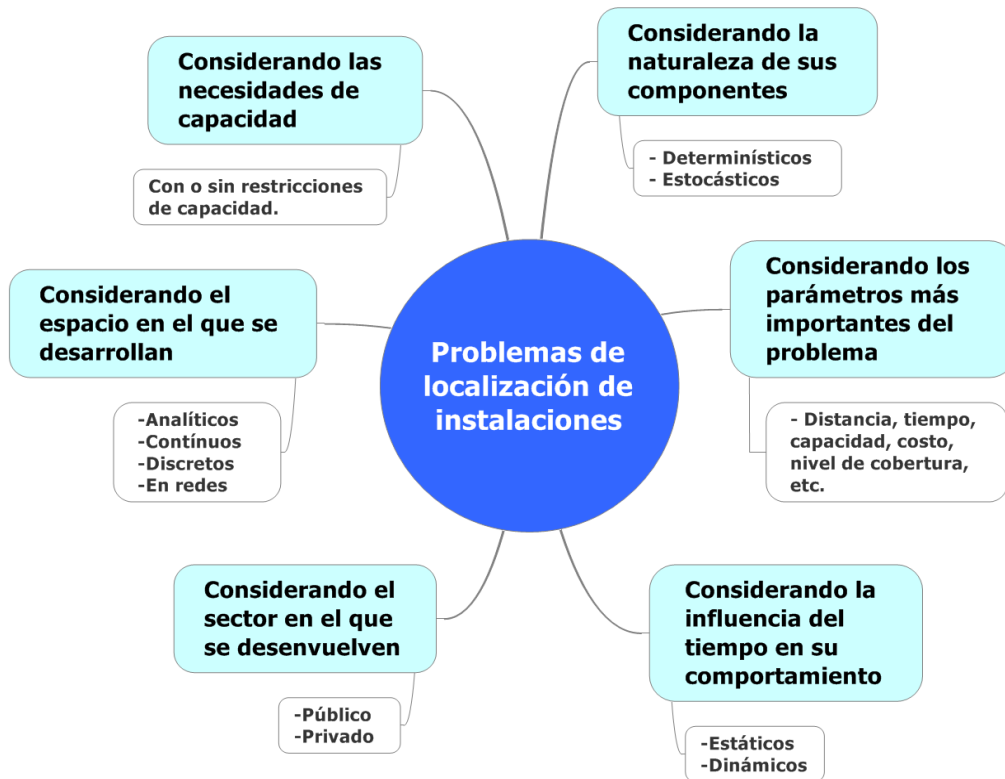 Considerando las
necesidades de
capacidad
Con o sin restricciones
de capacidad.
Considerando la
naturaleza de sus
componentes
- Determinísticos
- Estocásticos
Considerando el
espacio en el que se
desarrollan
-Analíticos
-Contínuos
-Discretos
-En redes
Problemas de
localización de
instalaciones
Considerando los
parámetros más
importantes del
problema
- Distancia, tiempo,
capacidad, costo,
nivel de cobertura,
etc.
Considerando el
sector en el que
se desenvuelven
-Público
-Privado
Considerando la
influencia del
tiempo en su
comportamiento
-Estáticos
-Dinámicos